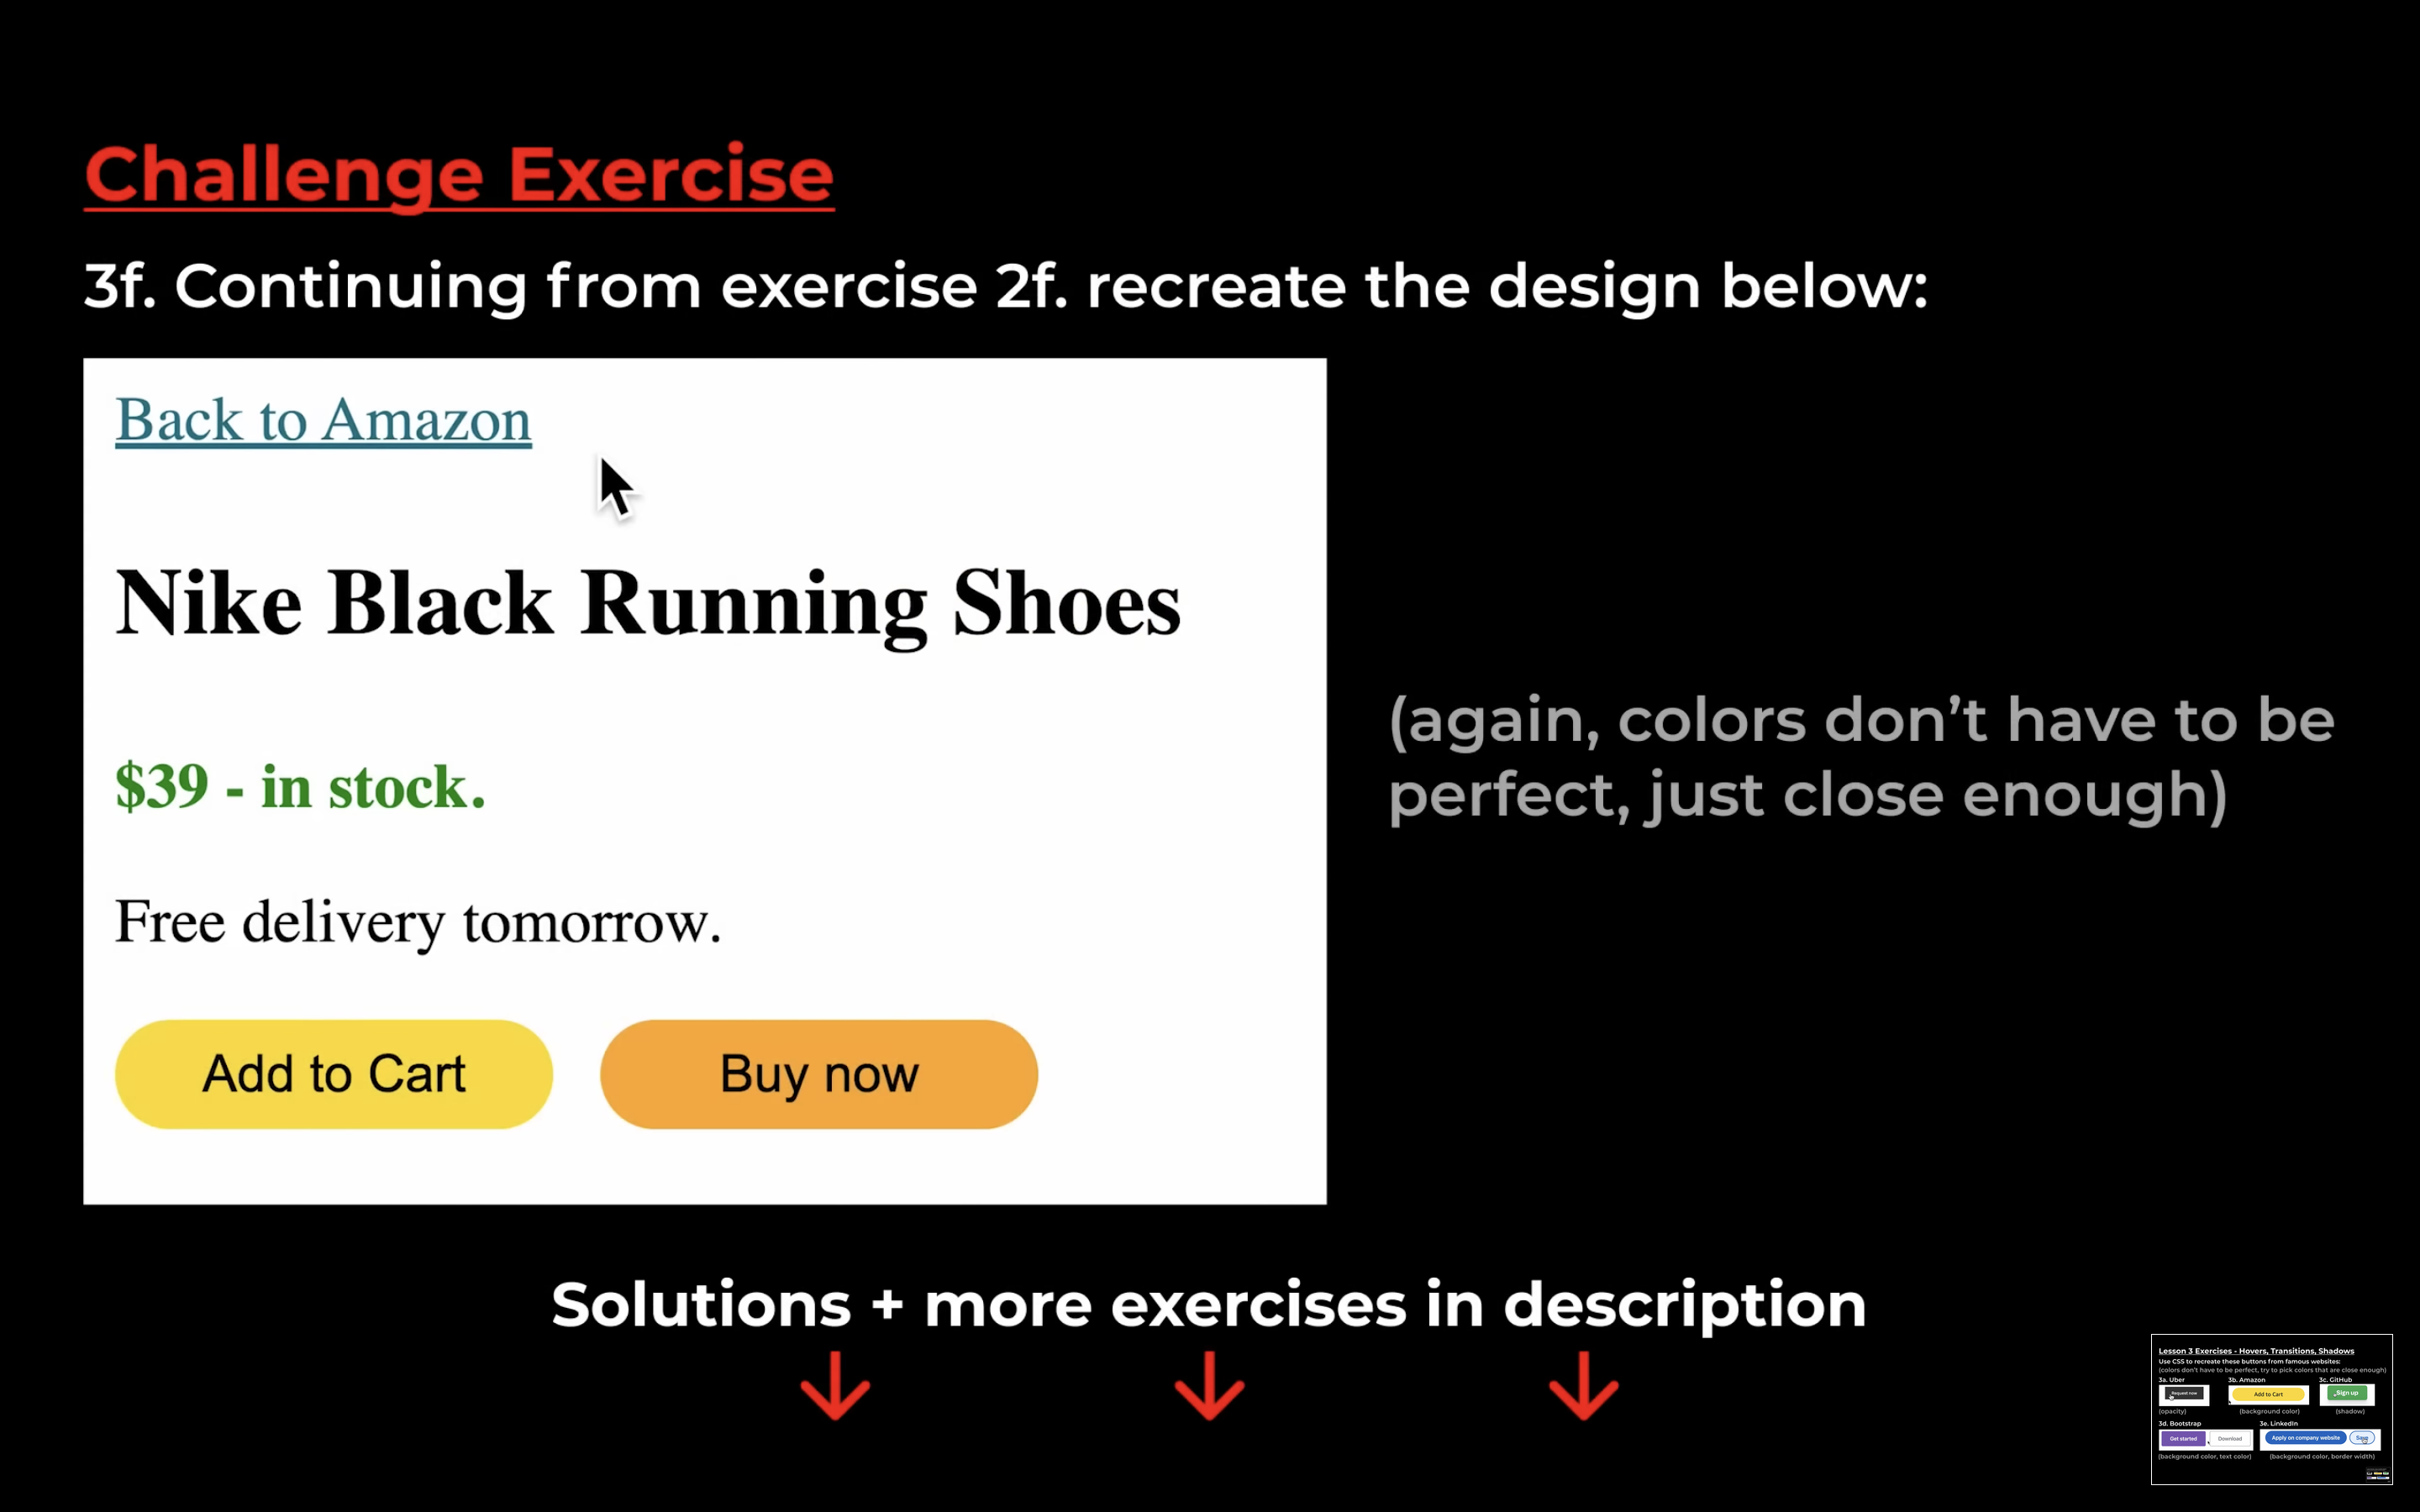 Challenge Exercise
3f. Continuing from exercise 2f. recreate the design below:
Back to Amazon
Nike Black Running Shoes
$39 - in stock.
Free delivery tomorrow.
Add to Cart
Buy now
(again, colors don’t have to be
perfect, just close enough)
Solutions + more exercises in description
Lesson 3 Exercises - Hovers, Transitions, Shadows
Use CSS to recreate these buttons from famous websites:
(colors don’t have to be perfect, try to pick colors that are close enough)
3a. Uber
3b. Amazon
3c. GitHub
Request now
Add to Cart
Sign up
(opacity)
(background color)
(shadow)
3d. Bootstrap
3e. LinkedIn
Get started
Download
Apply on company website
Save
(background color, text color)
(background color, border width)